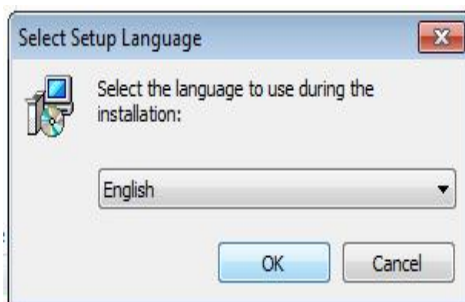 Select Setup Language
Select the language to use during the
installation:
English
OK
Cancel